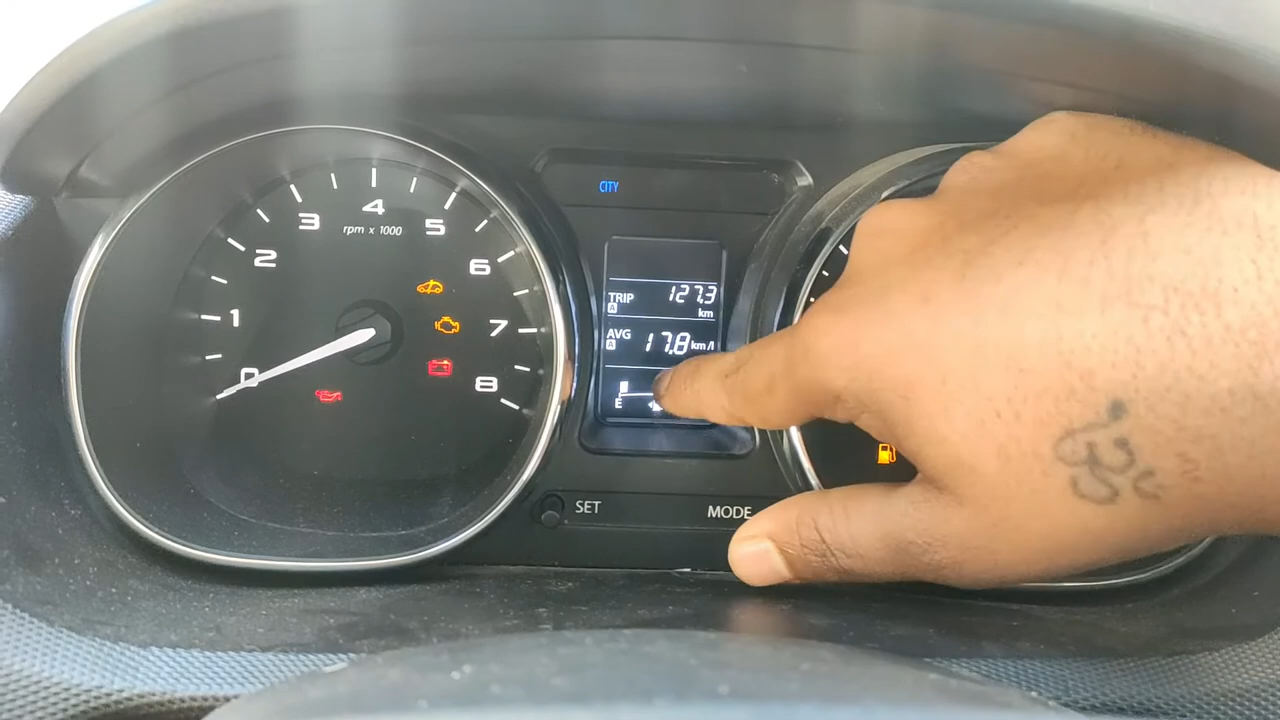 CITY
0
1
2
3
4
5
6
7
8
rpm x 1000
TRIP 127.3
A km
AVG 17.8 km/l
A
E
SET MODE